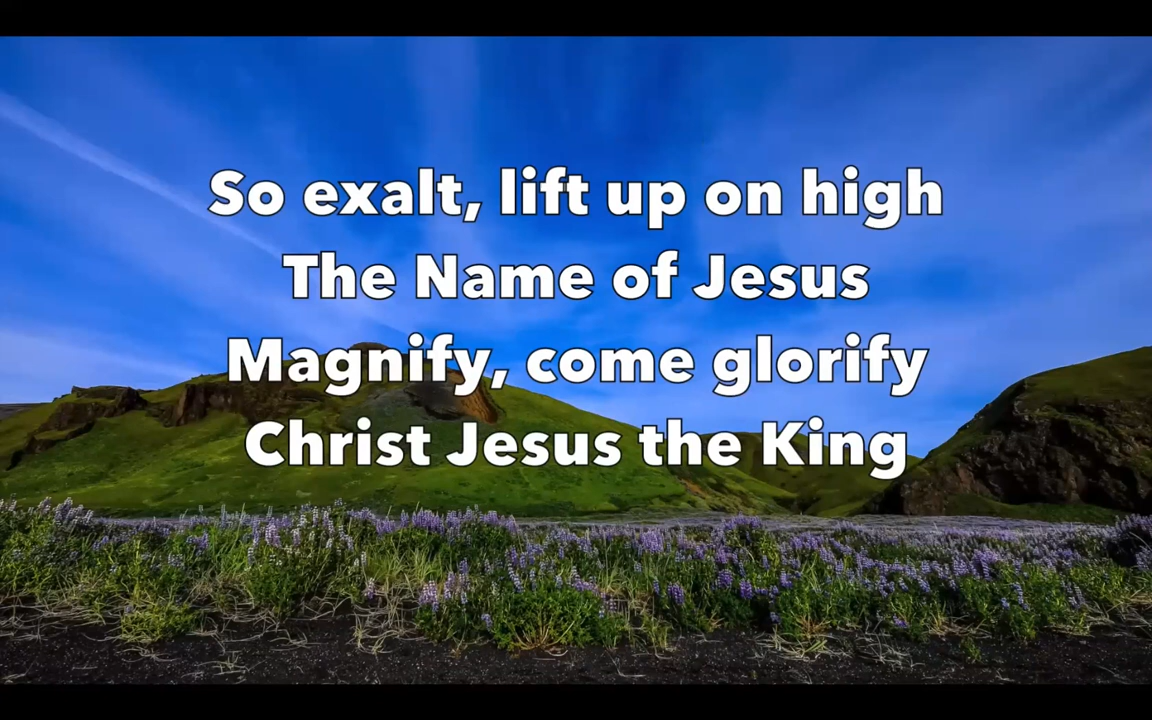 So exalt, lift up on high
The Name of Jesus
Magnify, come glorify
Christ Jesus the King